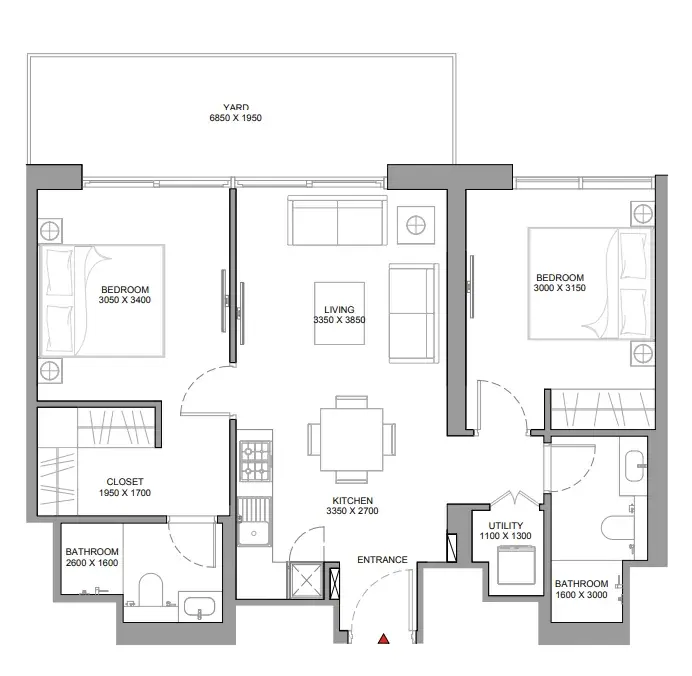 YARD
6850 X 1950
BEDROOM
3050 X 3400
LIVING
3350 X 3850
BEDROOM
3000 X 3150
CLOSET
1950 X 1700
KITCHEN
3350 X 2700
BATHROOM
2600 X 1600
ENTRANCE
UTILITY
1100 X 1300
BATHROOM
1600 X 3000